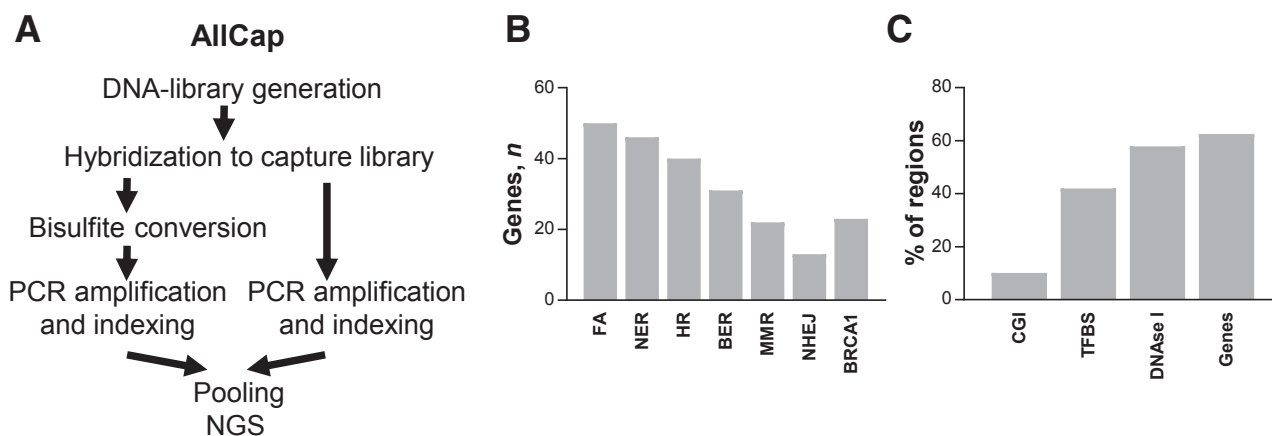 A
AllCap
DNA-library generation
Hybridization to capture library
Bisulfite conversion
PCR amplification
and indexing
PCR amplification
and indexing
Pooling
NGS
B
Genes, n
60
40
20
0
FA
NER
HR
BER
MMR
NHEJ
BRCA1
C
% of regions
80
60
40
20
0
CGI
TFBS
DNAse I
Genes